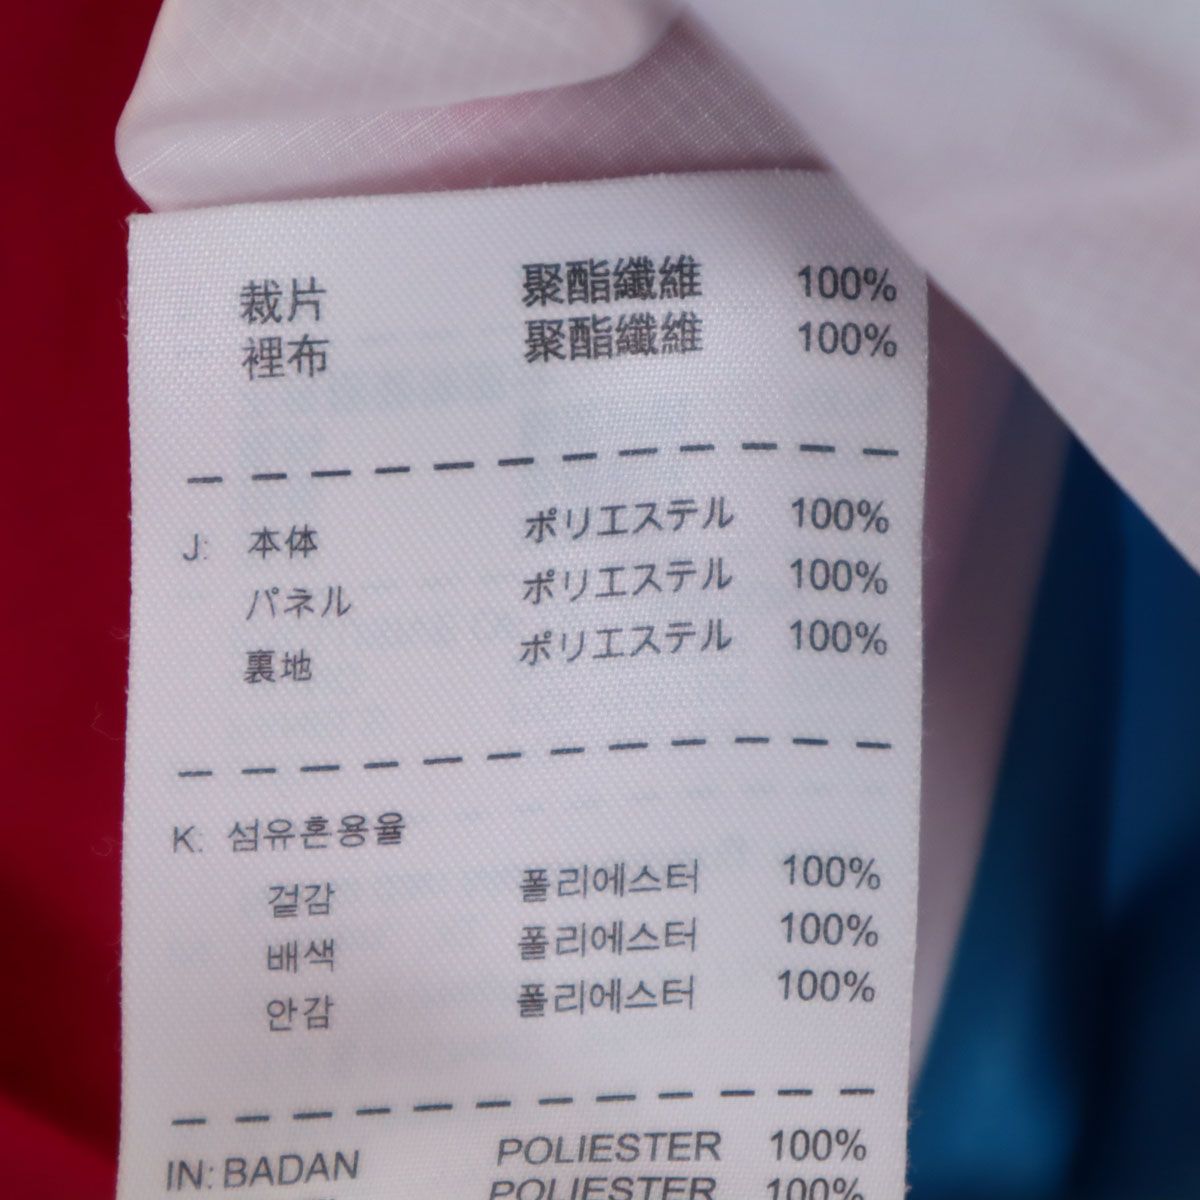 裁片 聚酯纖維 100%
裡布 聚酯纖維 100%
J: 本体 ポリエステル 100%
パネル ポリエステル 100%
裏地 ポリエステル 100%
K: 섬유혼용율
겉감 폴리에스터 100%
배색 폴리에스터 100%
안감 폴리에스터 100%
IN: BADAN POLIESTER 100%
POLIESTER 100%